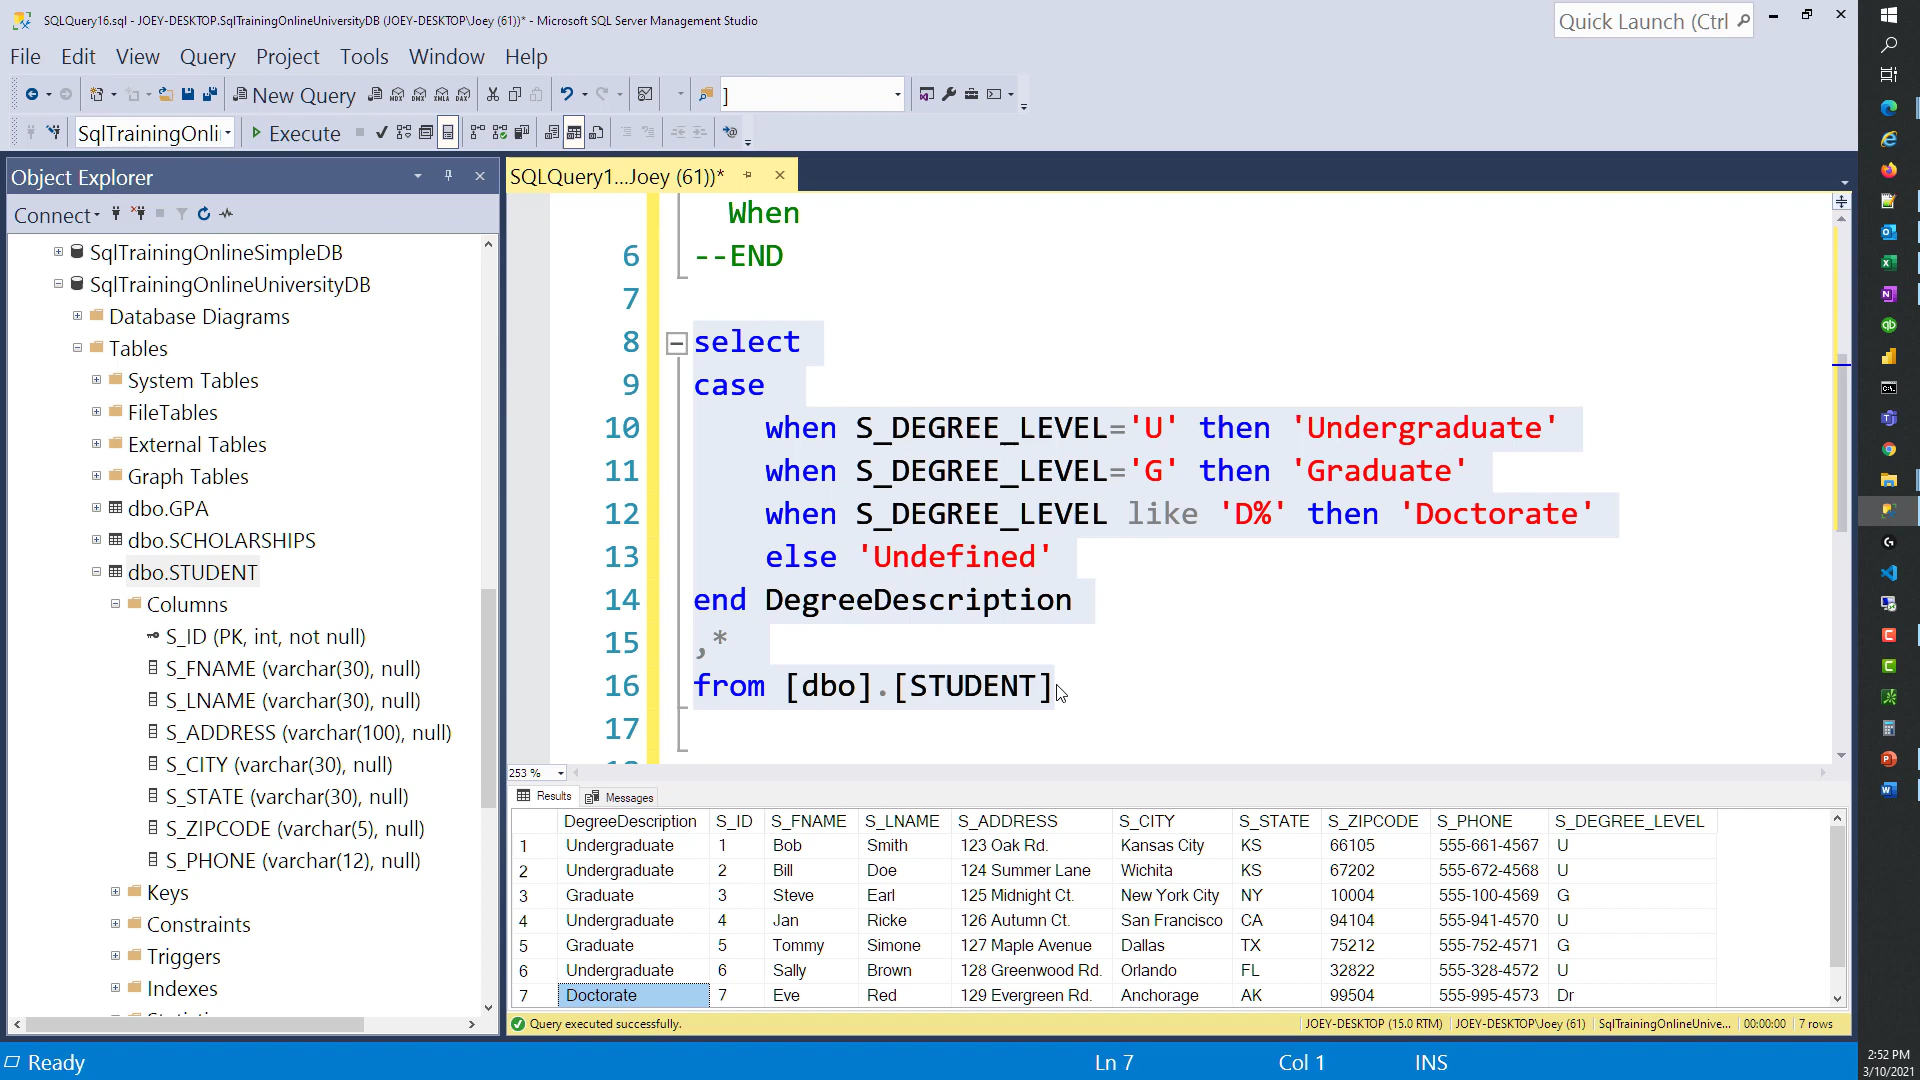 SQLQuery16.sql - JOEY-DESKTOP.SqlTrainingOnlineUniversityDB (JOEY-DESKTOP\Joey (61))* - Microsoft SQL Server Management Studio
Quick Launch (Ctrl
File Edit View Query Project Tools Window Help
New Query
MDX DMX XMLA DAX
]
SqlTrainingOnli
Execute
Object Explorer
Connect
SqlTrainingOnlineSimpleDB
SqlTrainingOnlineUniversityDB
Database Diagrams
Tables
System Tables
FileTables
External Tables
Graph Tables
dbo.GPA
dbo.SCHOLARSHIPS
dbo.STUDENT
Columns
S_ID (PK, int, not null)
S_FNAME (varchar(30), null)
S_LNAME (varchar(30), null)
S_ADDRESS (varchar(100), null)
S_CITY (varchar(30), null)
S_STATE (varchar(30), null)
S_ZIPCODE (varchar(5), null)
S_PHONE (varchar(12), null)
Keys
Constraints
Triggers
Indexes
SQLQuery1...Joey (61))*
When
6 --END
7
8 select
9 case
10 when S_DEGREE_LEVEL='U' then 'Undergraduate'
11 when S_DEGREE_LEVEL='G' then 'Graduate'
12 when S_DEGREE_LEVEL like 'D%' then 'Doctorate'
13 else 'Undefined'
14 end DegreeDescription
15 ,*
16 from [dbo].[STUDENT]
17
253 %
Results Messages
DegreeDescription S_ID S_FNAME S_LNAME S_ADDRESS S_CITY S_STATE S_ZIPCODE S_PHONE S_DEGREE_LEVEL
1 Undergraduate 1 Bob Smith 123 Oak Rd. Kansas City KS 66105 555-661-4567 U
2 Undergraduate 2 Bill Doe 124 Summer Lane Wichita KS 67202 555-672-4568 U
3 Graduate 3 Steve Earl 125 Midnight Ct. New York City NY 10004 555-100-4569 G
4 Undergraduate 4 Jan Ricke 126 Autumn Ct. San Francisco CA 94104 555-941-4570 U
5 Graduate 5 Tommy Simone 127 Maple Avenue Dallas TX 75212 555-752-4571 G
6 Undergraduate 6 Sally Brown 128 Greenwood Rd. Orlando FL 32822 555-328-4572 U
7 Doctorate 7 Eve Red 129 Evergreen Rd. Anchorage AK 99504 555-995-4573 Dr
Query executed successfully.
JOEY-DESKTOP (15.0 RTM) JOEY-DESKTOP\Joey (61) SqlTrainingOnlineUnive... 00:00:00 7 rows
Ready
Ln 7 Col 1 INS
2:52 PM
3/10/2021